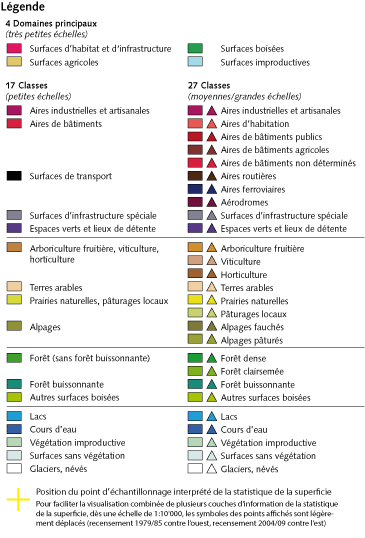 Légende
4 Domaines principaux
(très petites échelles)
Surfaces d'habitat et d'infrastructure
Surfaces boisées
Surfaces agricoles
Surfaces improductives
17 Classes
27 Classes
(petites échelles)
(moyennes/grandes échelles)
Aires industrielles et artisanales
Aires industrielles et artisanales
Aires de bâtiments
Aires d'habitation
Aires de bâtiments publics
Aires de bâtiments agricoles
Aires de bâtiments non déterminés
Surfaces de transport
Aires routières
Aires ferroviaires
Aérodromes
Surfaces d'infrastructure spéciale
Surfaces d'infrastructure spéciale
Espaces verts et lieux de détente
Espaces verts et lieux de détente
Arboriculture fruitière, viticulture,
horticulture
Arboriculture fruitière
Viticulture
Horticulture
Terres arables
Terres arables
Prairies naturelles, pâturages locaux
Prairies naturelles
Pâturages locaux
Alpages
Alpages fauchés
Alpages pâturés
Forêt (sans forêt buissonnante)
Forêt dense
Forêt clairsemée
Forêt buissonnante
Forêt buissonnante
Autres surfaces boisées
Autres surfaces boisées
Lacs
Lacs
Cours d'eau
Cours d'eau
Végétation improductive
Végétation improductive
Surfaces sans végétation
Surfaces sans végétation
Glaciers, névés
Glaciers, névés
Position du point d'échantillonnage interprété de la statistique de la superficie
Pour faciliter la visualisation combinée de plusieurs couches d'information de la statistique
de la superficie, dès une échelle de 1:10'000, les symboles des points affichés sont légère-
ment déplacés (recensement 1979/85 contre l'ouest, recensement 2004/09 contre l'est)